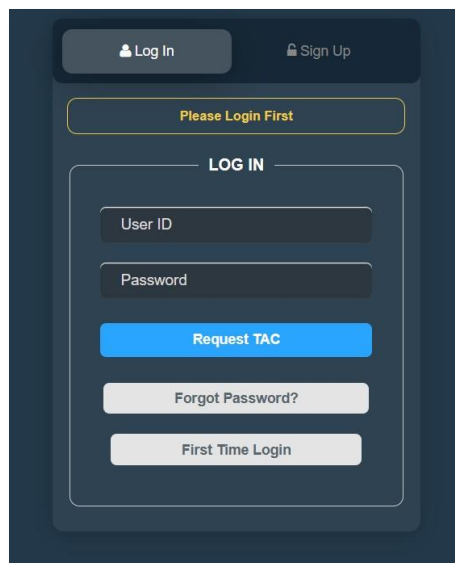 Log In
Sign Up
Please Login First
LOG IN
User ID
Password
Request TAC
Forgot Password?
First Time Login